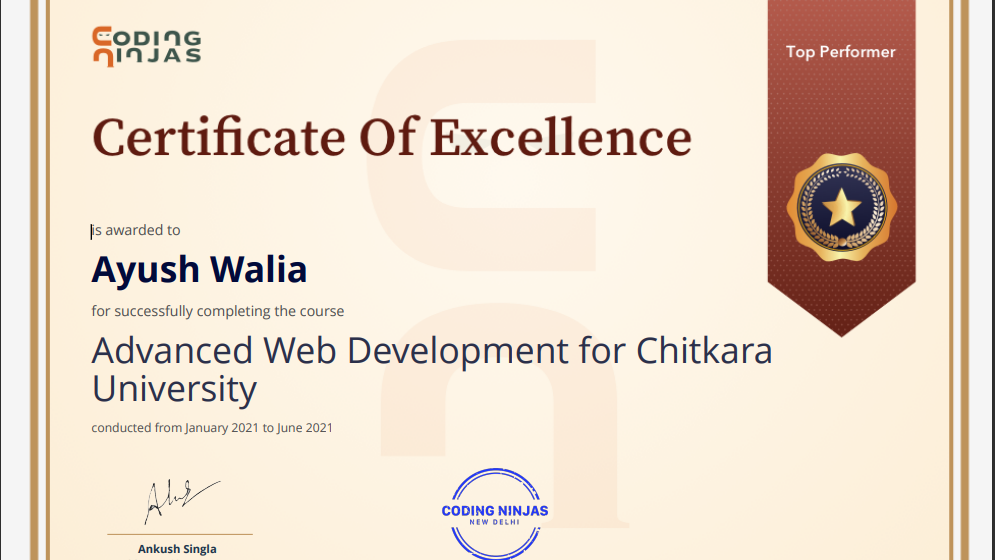 CODING
NINJAS
Top Performer
Certificate Of Excellence
is awarded to
Ayush Walia
for successfully completing the course
Advanced Web Development for Chitkara
University
conducted from January 2021 to June 2021
CODING NINJAS
NEW DELHI
Ankush Singla